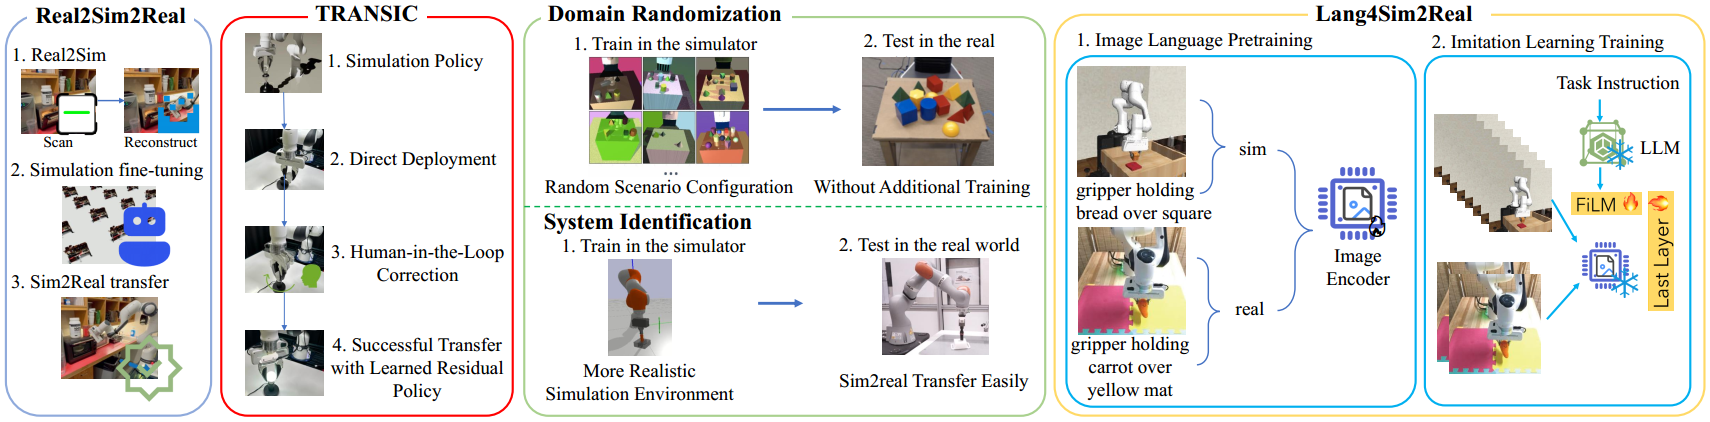 Real2Sim2Real
1. Real2Sim
Scan
Reconstruct
2. Simulation fine-tuning
3. Sim2Real transfer
TRANSIC
1. Simulation Policy
2. Direct Deployment
3. Human-in-the-Loop
Correction
4. Successful Transfer
with Learned Residual
Policy
Domain Randomization
1. Train in the simulator
...
Random Scenario Configuration
2. Test in the real
Without Additional Training
System Identification
1. Train in the simulator
More Realistic
Simulation Environment
2. Test in the real world
Sim2real Transfer Easily
Lang4Sim2Real
1. Image Language Pretraining
gripper holding
bread over square
sim
gripper holding
carrot over
yellow mat
real
Image
Encoder
2. Imitation Learning Training
Task Instruction
LLM
FiLM
Last Layer